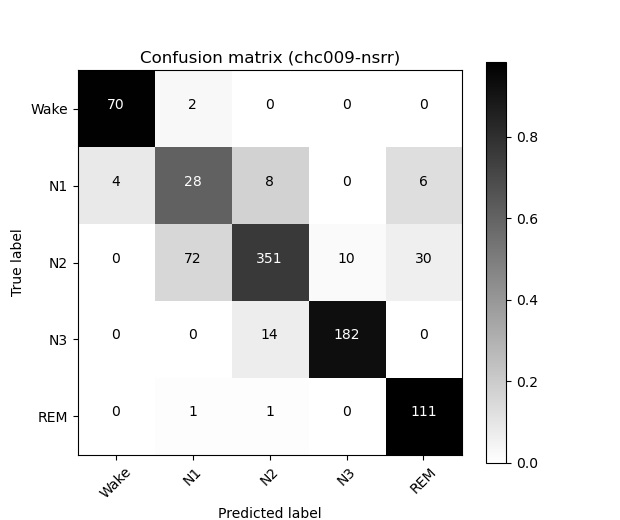 Confusion matrix (chc009-nsrr)
Wake 70 2 0 0 0
N1 4 28 8 0 6
N2 0 72 351 10 30
N3 0 0 14 182 0
REM 0 1 1 0 111
Wake N1 N2 N3 REM
True label
Predicted label
0.8
0.6
0.4
0.2
0.0